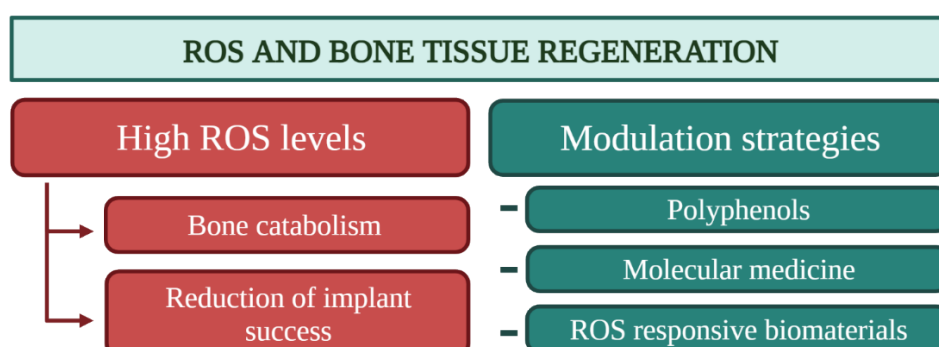 ROS AND BONE TISSUE REGENERATION
High ROS levels
Bone catabolism
Reduction of implant
success
Modulation strategies
Polyphenols
Molecular medicine
ROS responsive biomaterials